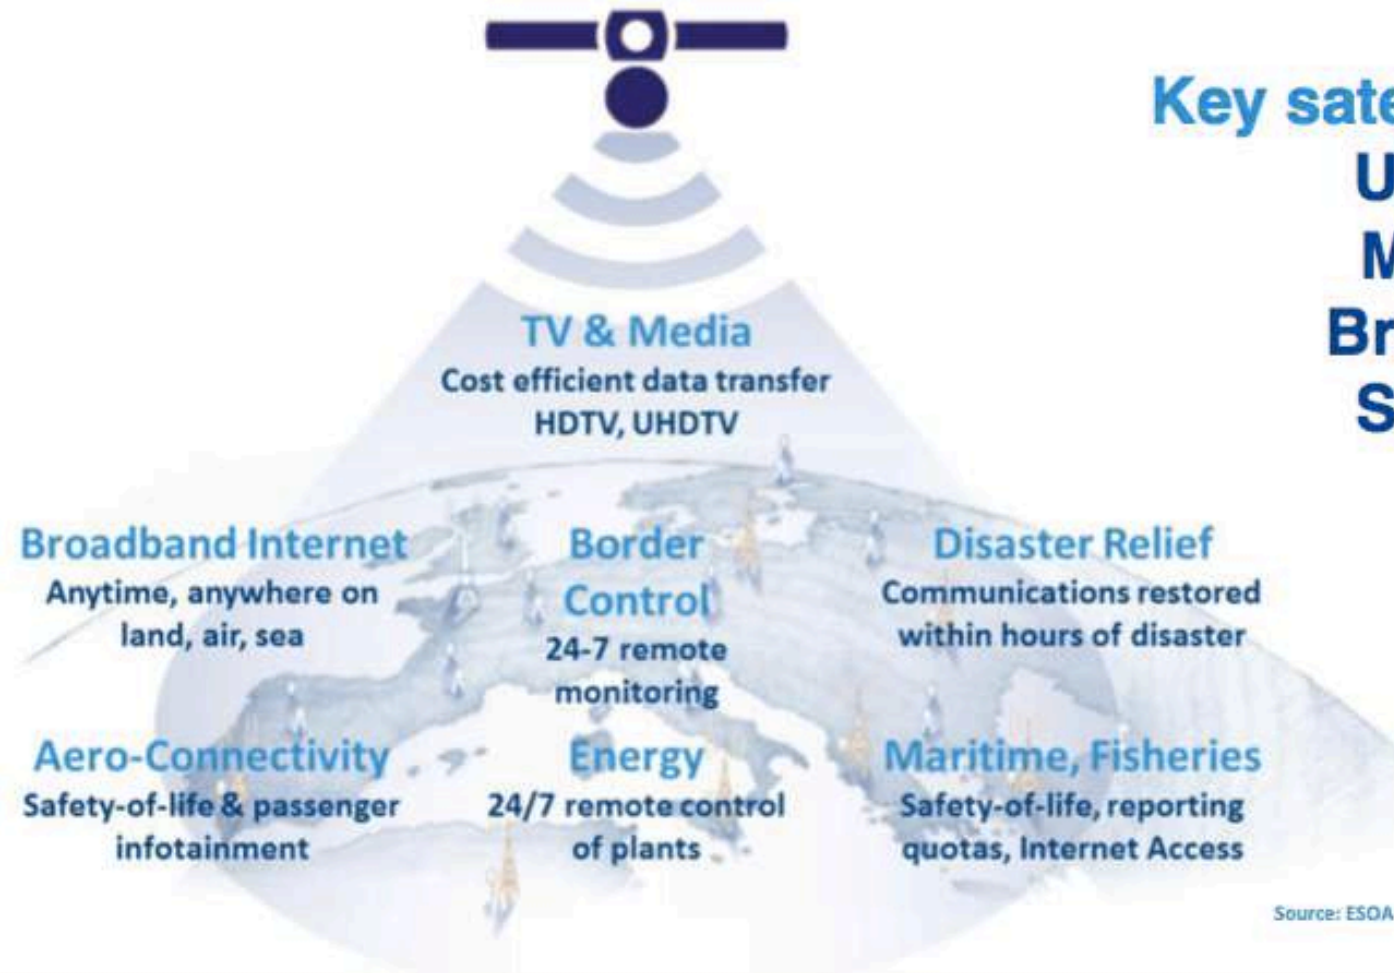 Key
TV & Media
Cost efficient data transfer
HDTV, UHDTV
Broadband Internet
Anytime, anywhere on
land, air, sea
Border
Control
24-7 remote
monitoring
Disaster Relief
Communications restored
within hours of disaster
Aero-Connectivity
Safety-of-life & passenger
infotainment
Energy
24/7 remote control
of plants
Maritime, Fisheries
Safety-of-life, reporting
quotas, Internet Access
Source: ESOA